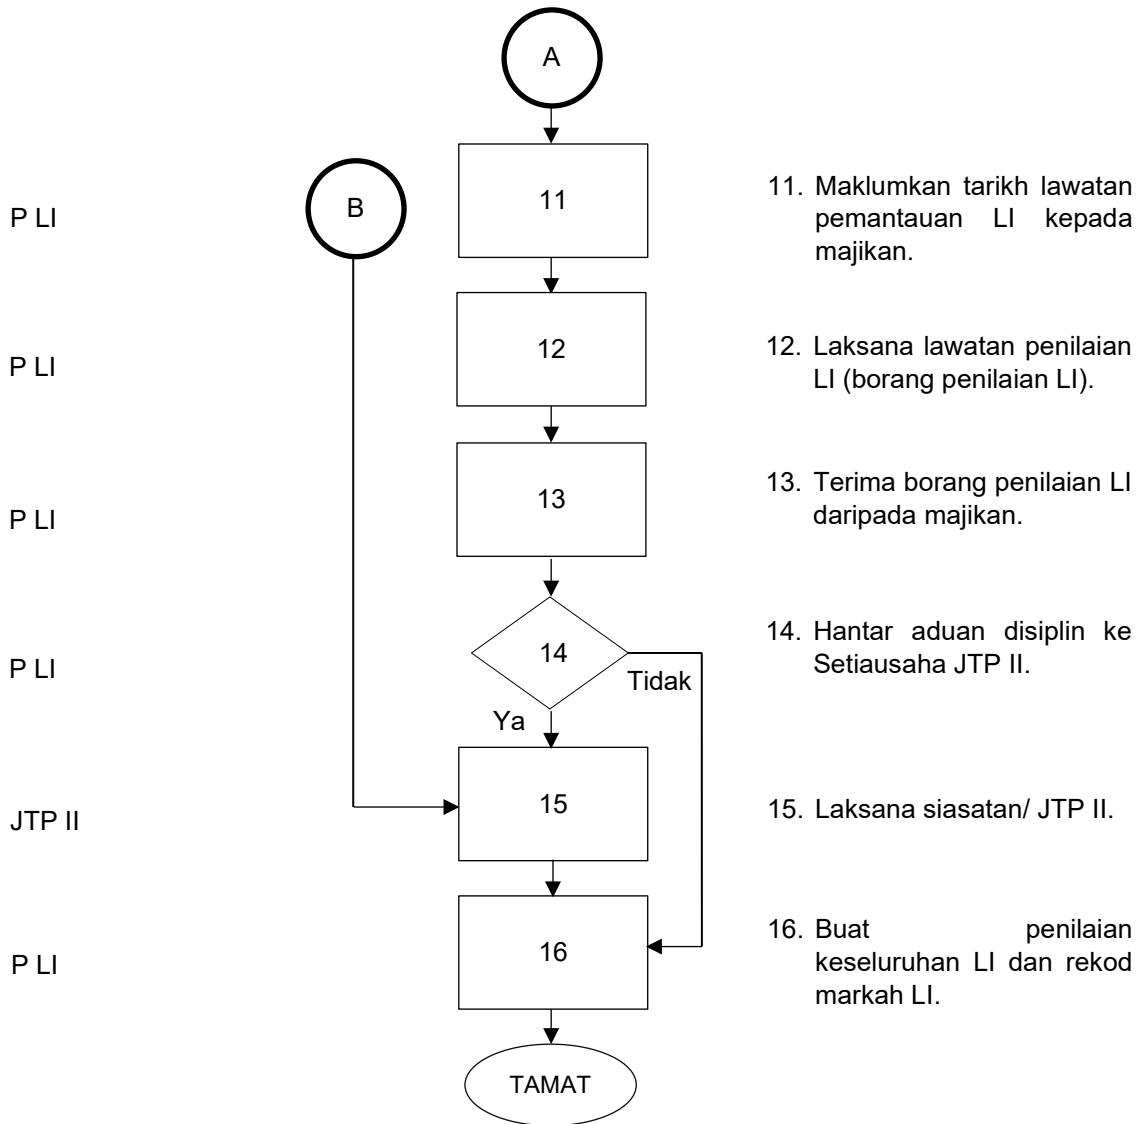 A
P LI
B
11
11. Maklumkan tarikh lawatan
pemantauan LI kepada
majikan.
P LI
12
12. Laksana lawatan penilaian
LI (borang penilaian LI).
P LI
13
13. Terima borang penilaian LI
daripada majikan.
P LI
14
Tidak
Ya
14. Hantar aduan disiplin ke
Setiausaha JTP II.
JTP II
15
15. Laksana siasatan/ JTP II.
P LI
16
16. Buat penilaian
keseluruhan LI dan rekod
markah LI.
TAMAT